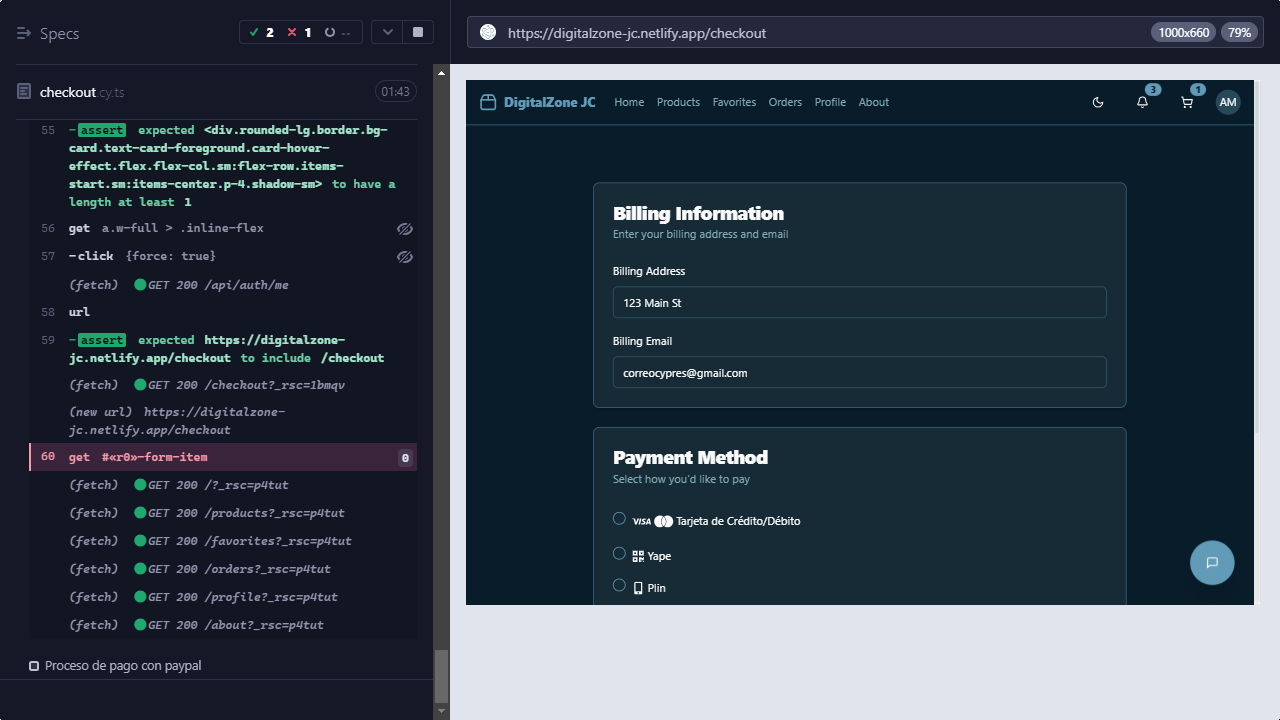 Specs
2
1
--
checkout.cy.ts
01:43
55
-assert expected <div.rounded-lg.border.bg-
card.text-card-foreground.card-hover-
effect.flex.flex-col.sm:flex-row.items-
start.sm:items-center.p-4.shadow-sm> to have a
length at least 1
56 get a.w-full > .inline-flex
57 -click {force: true}
(fetch) GET 200 /api/auth/me
58 url
59 -assert expected https://digitalzone-
jc.netlify.app/checkout to include /checkout
(fetch) GET 200 /checkout?_rsc=1bmqv
(new url) https://digitalzone-
jc.netlify.app/checkout
60 get #«r0»-form-item 0
(fetch) GET 200 /?_rsc=p4tut
(fetch) GET 200 /products?_rsc=p4tut
(fetch) GET 200 /favorites?_rsc=p4tut
(fetch) GET 200 /orders?_rsc=p4tut
(fetch) GET 200 /profile?_rsc=p4tut
(fetch) GET 200 /about?_rsc=p4tut
Proceso de pago con paypal
https://digitalzone-jc.netlify.app/checkout
1000x660
79%
DigitalZone JC
Home Products Favorites Orders Profile About
3
1
AM
Billing Information
Enter your billing address and email
Billing Address
123 Main St
Billing Email
correocypres@gmail.com
Payment Method
Select how you'd like to pay
VISA Tarjeta de Crédito/Débito
Yape
Plin